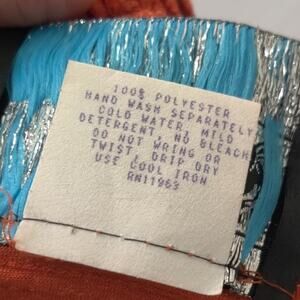 100% POLYESTER
HAND WASH SEPARATELY
COLD WATER, MILD
DETERGENT, NO BLEACH
DO NOT WRING OR
TWIST, DRIP DRY
USE COOL IRON
RN11963